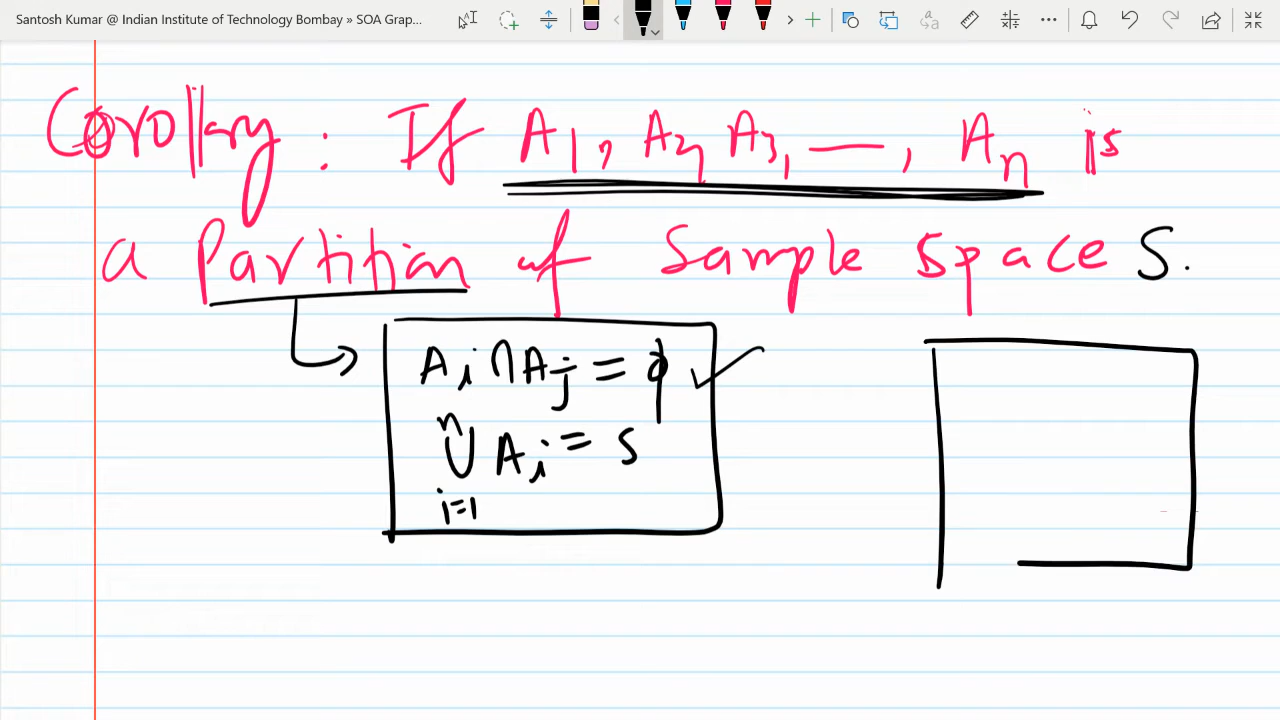 Santosh Kumar @ Indian Institute of Technology Bombay » SOA Grap...
Corollary : If A1, A2, A3, —, An is
a Partition of Sample Space S.
Ai ∩ Aj = ϕ ✓
n
∪ Ai = S
i=1